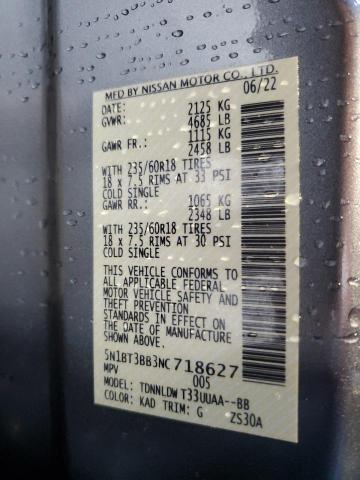 MFD BY NISSAN MOTOR CO., LTD.
DATE: 06/22
GVWR: 2125 KG
4685 LB
GAWR FR.: 1115 KG
2458 LB
WITH 235/60R18 TIRES
18 x 7.5 RIMS AT 33 PSI
COLD SINGLE
GAWR RR.: 1065 KG
2348 LB
WITH 235/60R18 TIRES
18 x 7.5 RIMS AT 30 PSI
COLD SINGLE
THIS VEHICLE CONFORMS TO
ALL APPLICABLE FEDERAL
MOTOR VEHICLE SAFETY AND
THEFT PREVENTION
STANDARDS IN EFFECT ON
THE DATE OF MANUFACTURE
SHOWN ABOVE.
5N1BT3BB3NC718627
MPV 005
MODEL: TDNNLDW T33UUAA--BB
COLOR: KAD TRIM: G ZS30A